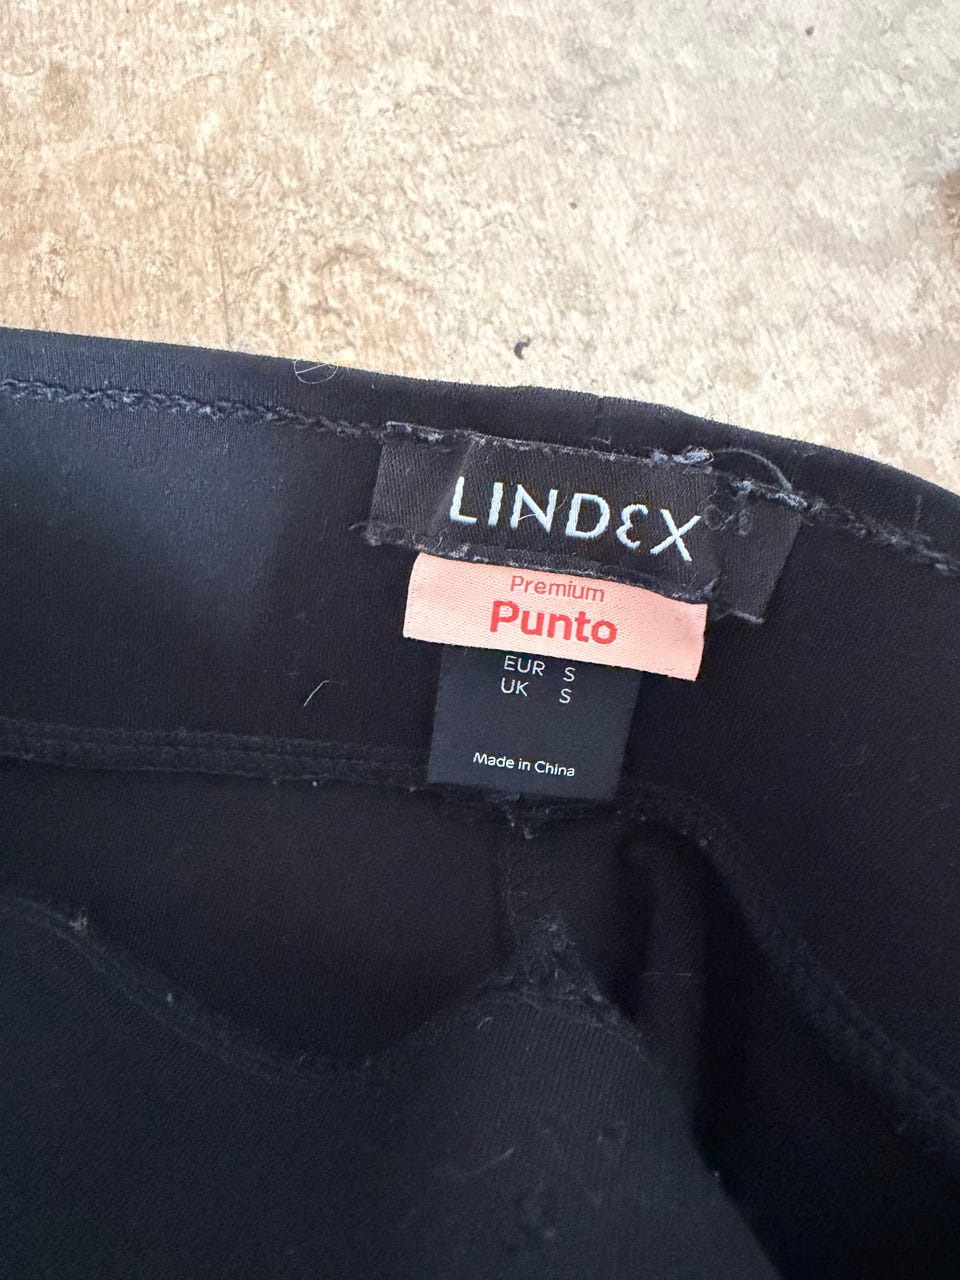 LINDEX
Premium
Punto
EUR S
UK S
Made in China